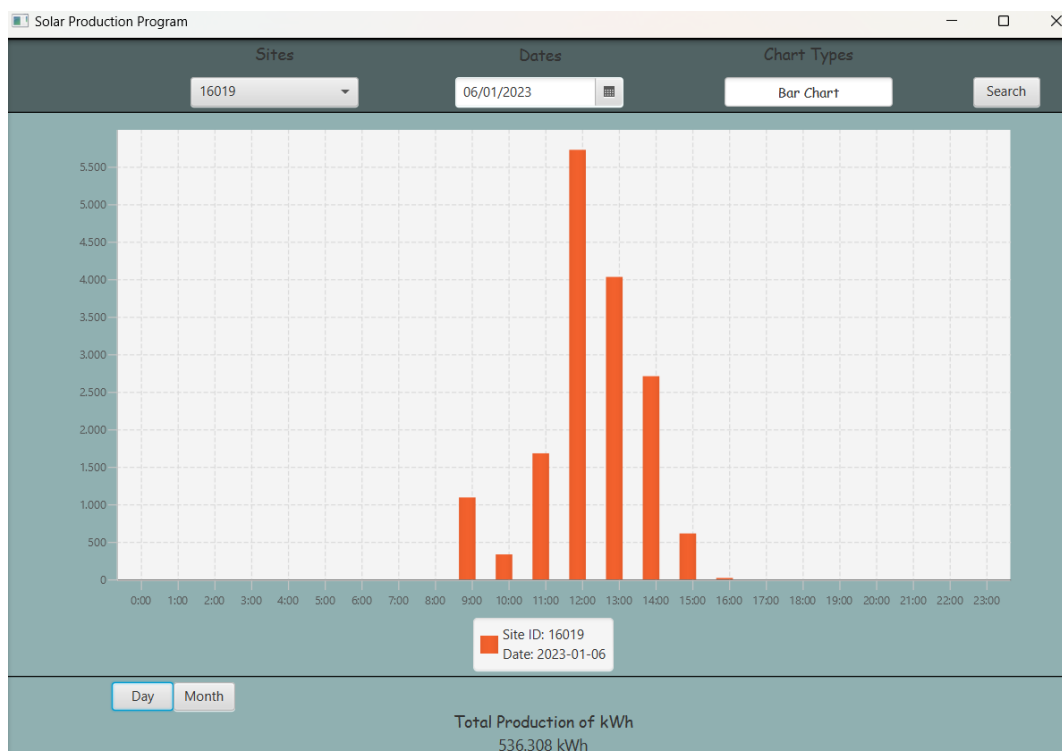 Solar Production Program
Sites Dates Chart Types
16019 06/01/2023 Bar Chart Search
5.500
5.000
4.500
4.000
3.500
3.000
2.500
2.000
1.500
1.000
500
0
0:00 1:00 2:00 3:00 4:00 5:00 6:00 7:00 8:00 9:00 10:00 11:00 12:00 13:00 14:00 15:00 16:00 17:00 18:00 19:00 20:00 21:00 22:00 23:00
Site ID: 16019
Date: 2023-01-06
Day Month
Total Production of kWh
536.308 kWh